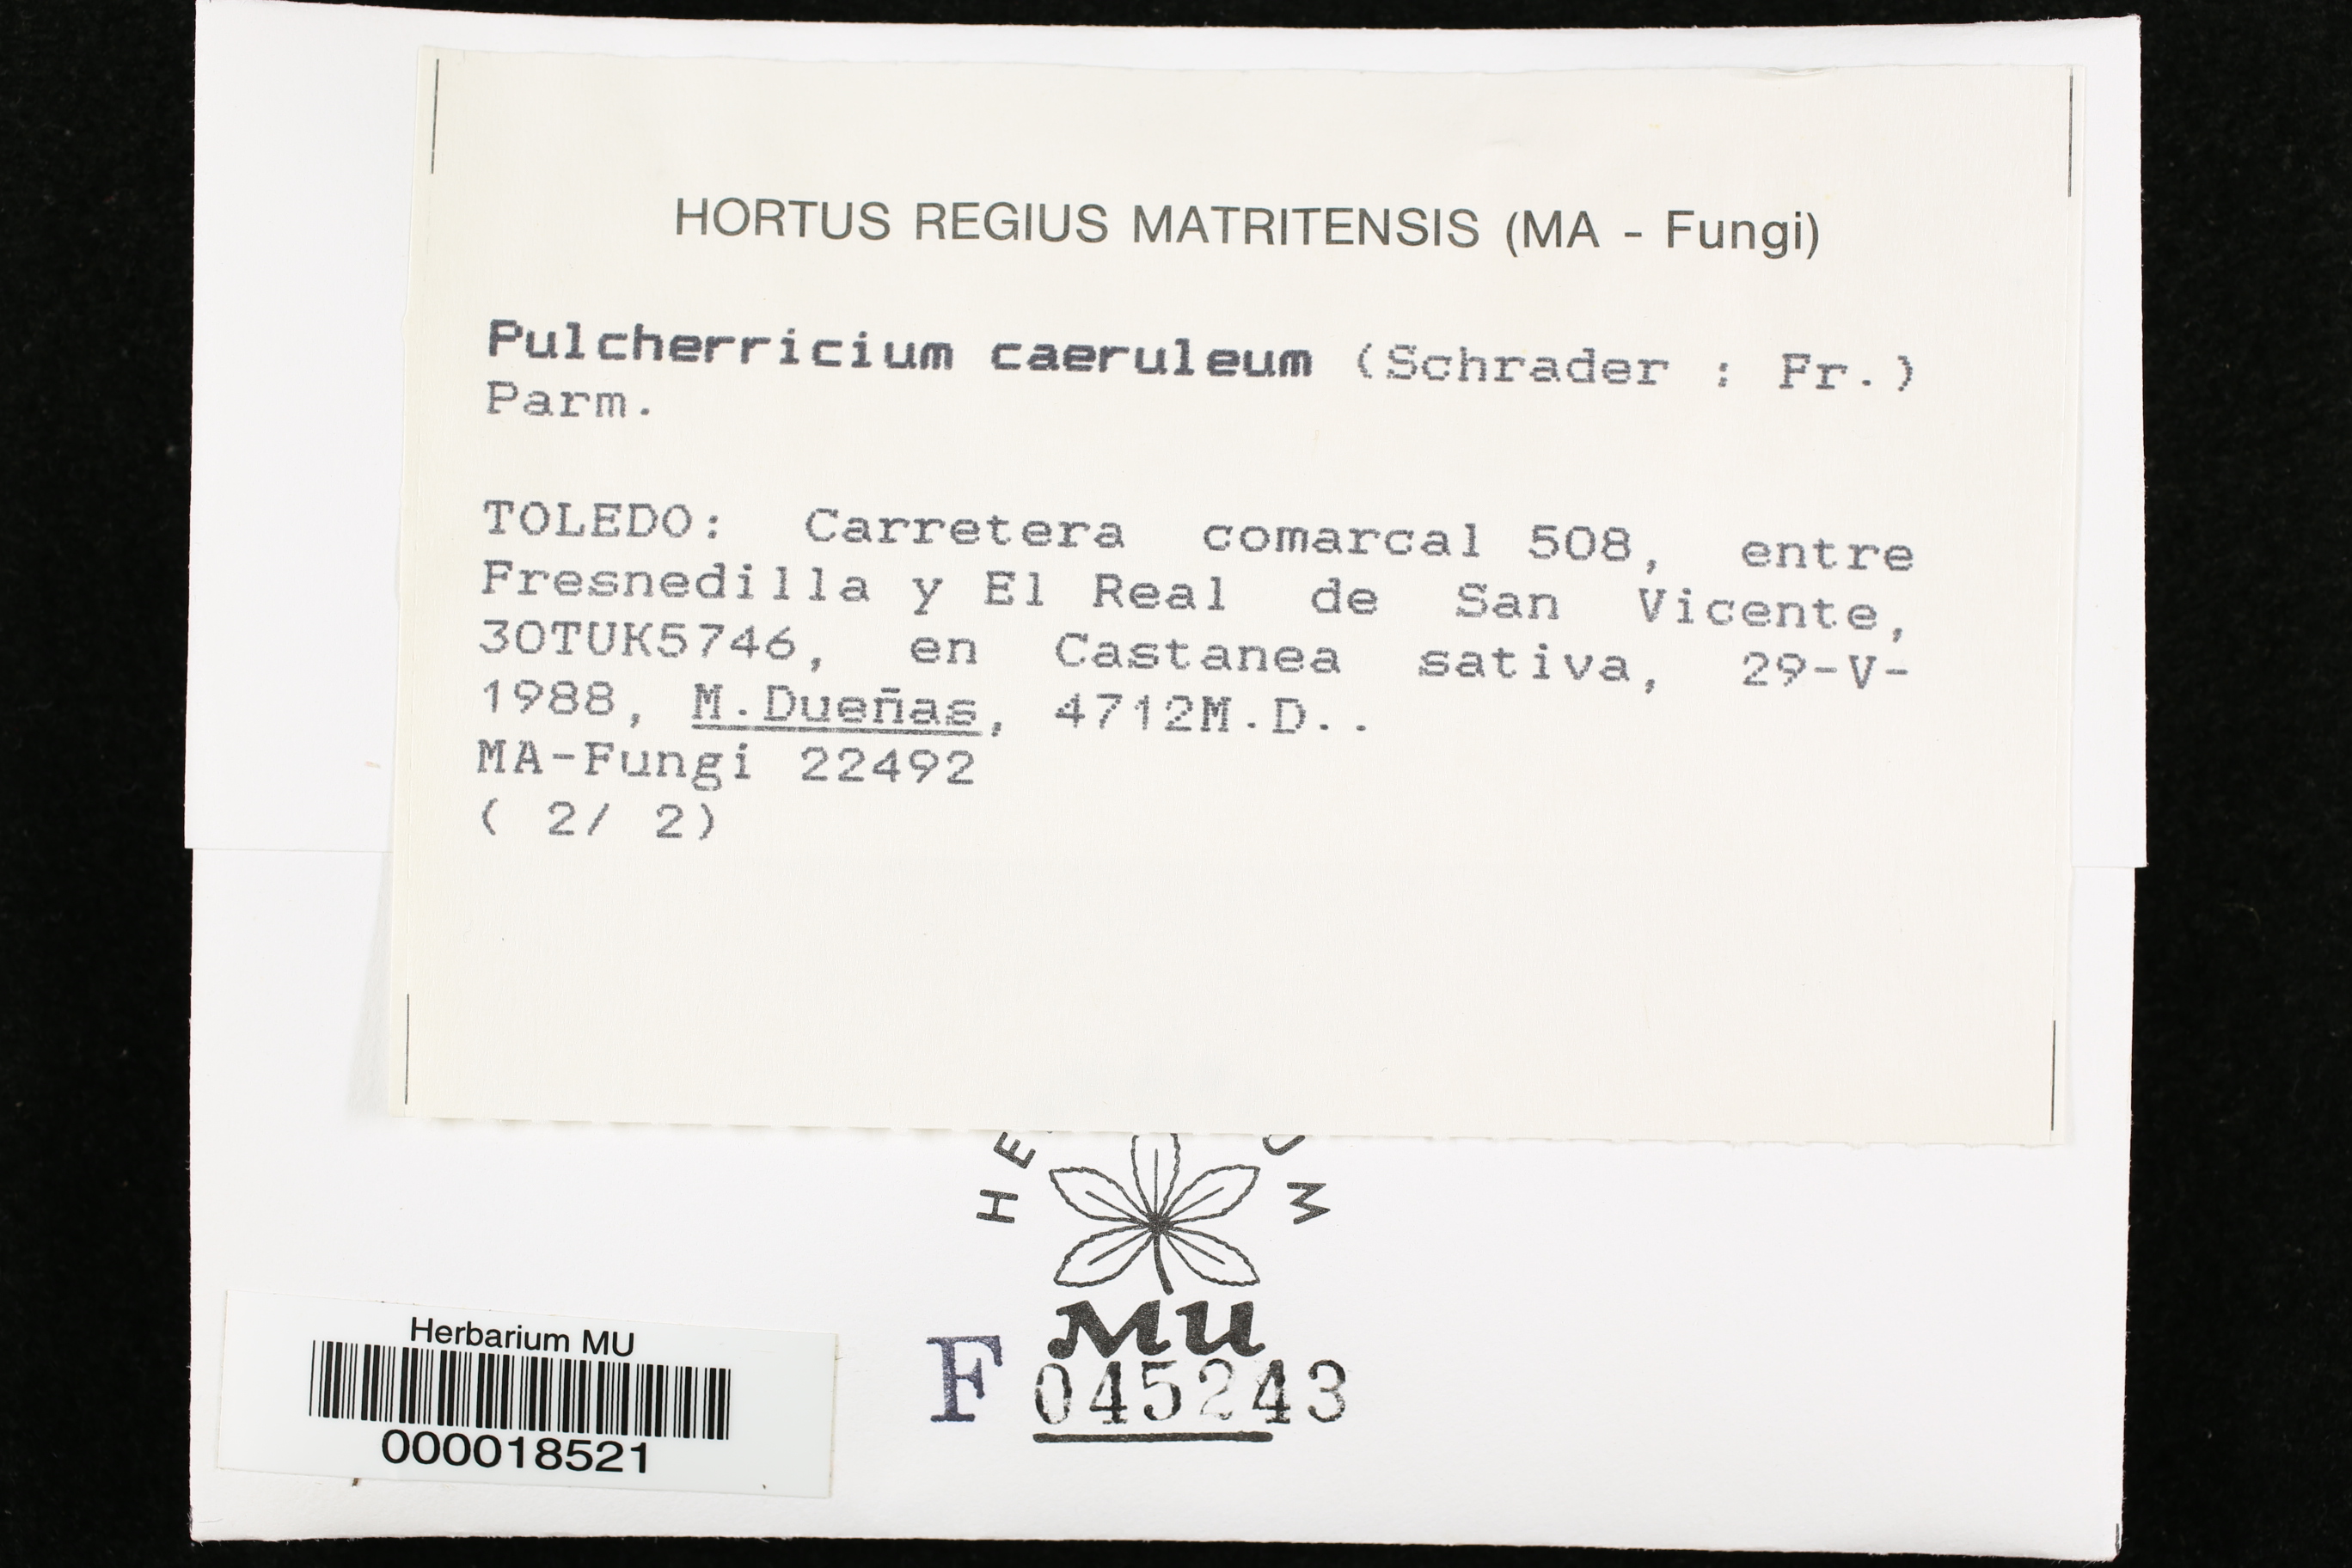 HORTUS REGIUS MATRITENSIS (MA - Fungi)
Pulcherricium caeruleum (Schrader : Fr.)
Parm.
TOLEDO: Carretera comarcal 508, entre
Fresnedilla y El Real de San Vicente,
30TUK5746, en Castanea sativa, 29-V-
1988, M.Dueñas, 4712M.D..
MA-Fungi 22492
( 2/ 2)
MU
F 045243
Herbarium MU
000018521